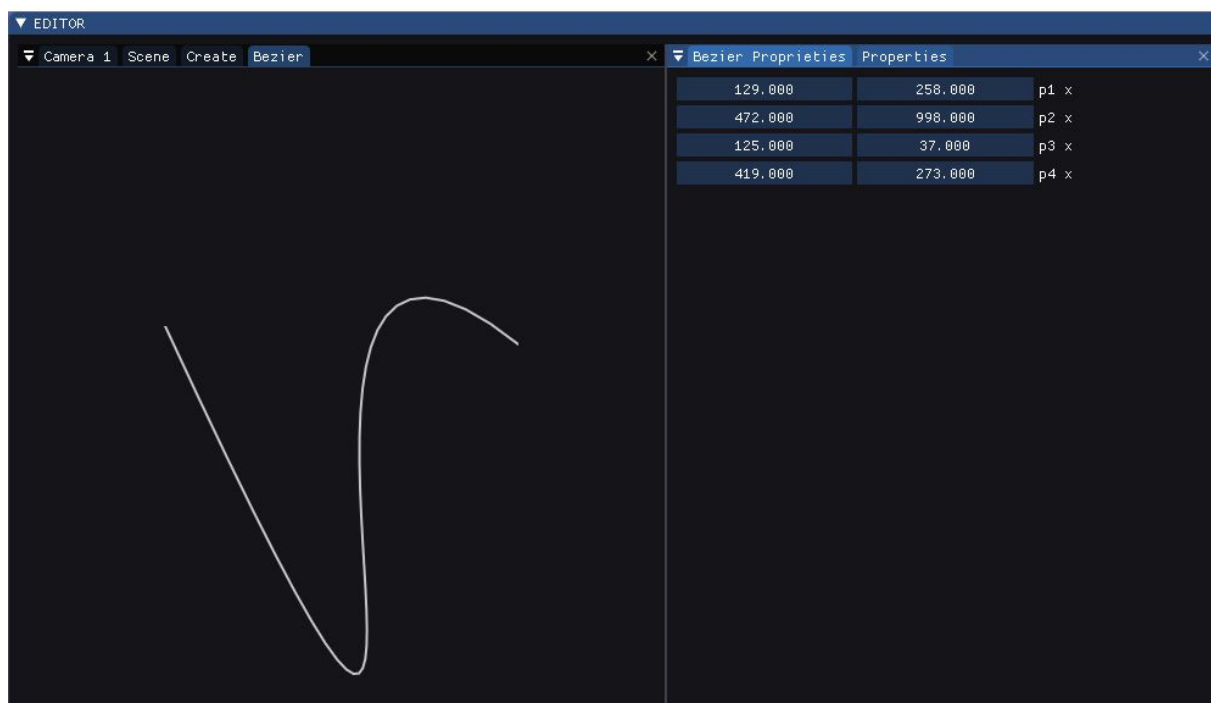 EDITOR
Camera 1 Scene Create Bezier
Bezier Proprieties Properties
129.000 258.000 p1 x
472.000 998.000 p2 x
125.000 37.000 p3 x
419.000 273.000 p4 x